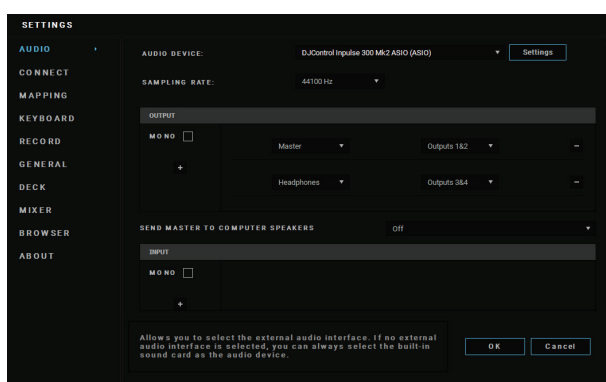 SETTINGS
AUDIO
CONNECT
MAPPING
KEYBOARD
RECORD
GENERAL
DECK
MIXER
BROWSER
ABOUT
AUDIO DEVICE: DJControl Inpulse 300 Mk2 ASIO (ASIO) Settings
SAMPLING RATE: 44100 Hz
OUTPUT
MONO
+
Master Outputs 1&2 -
Headphones Outputs 3&4 -
SEND MASTER TO COMPUTER SPEAKERS Off
INPUT
MONO
+
Allows you to select the external audio interface. If no external
audio interface is selected, you can always select the built-in
sound card as the audio device.
OK Cancel